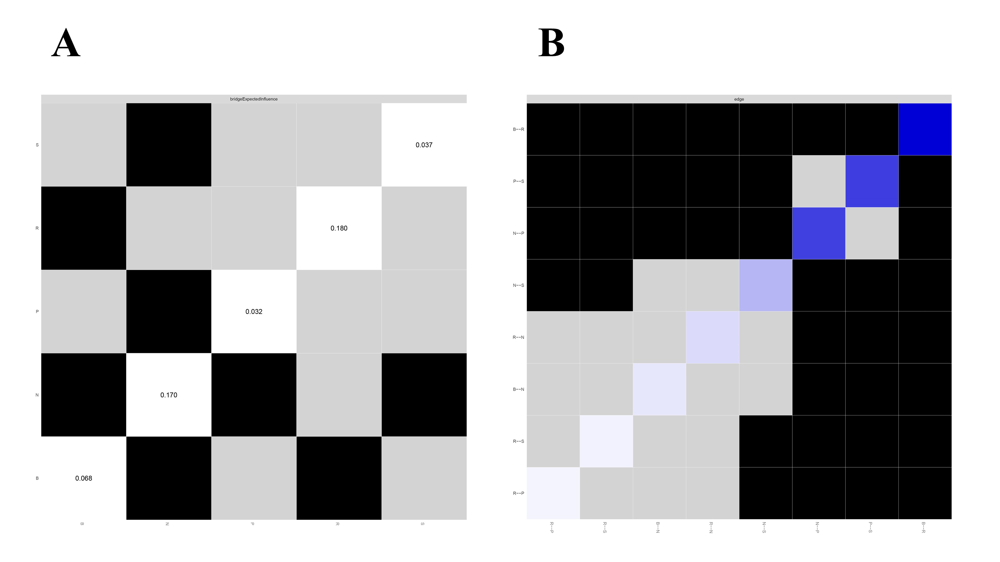 A
B
bridgeExpectedInfluence
S
0.037
R
0.180
P
0.032
N
0.170
B
0.068
B
N
P
R
S
edge
B--R
P--S
N--P
N--S
R--N
B--N
R--S
R--P
R--P
R--S
B--N
R--N
N--S
N--P
P--S
B--R